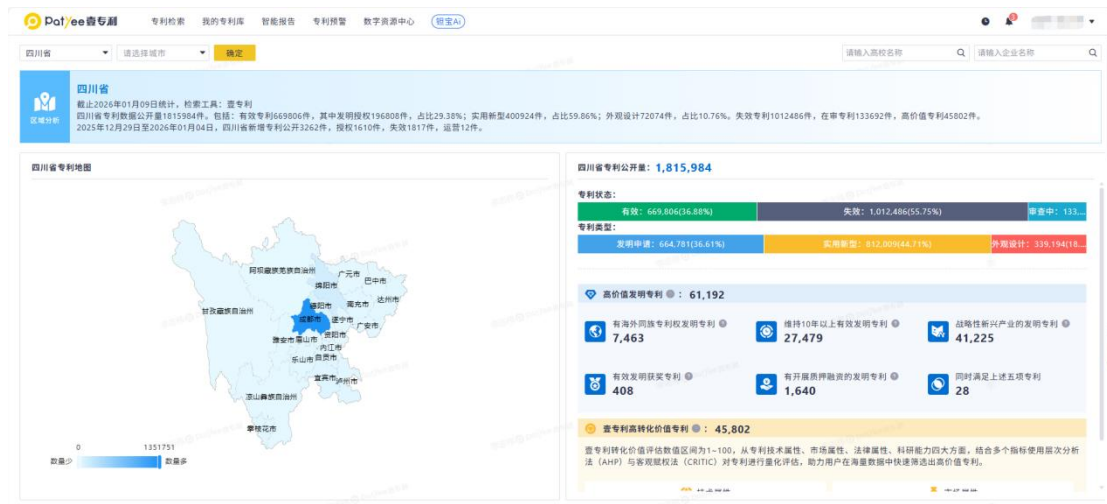 Patyee壹专利 专利检索 我的专利库 智能报告 专利预警 数字资源中心 银宝Ai
四川省 请选择城市 确定 请输入高校名称 请输入企业名称
四川省
截止2026年01月09日统计，检索工具：壹专利
四川省专利数据公开量1815984件。包括：有效专利669806件，其中发明授权196808件，占比29.38%；实用新型400924件，占比59.86%；外观设计72074件，占比10.76%。失效专利1012486件，在审专利133692件，高价值专利45802件。
2025年12月29日至2026年01月04日，四川省新增专利公开3262件，授权1610件，失效1817件，运营12件。
区域分析
四川省专利地图
阿坝藏族羌族自治州
广元市
巴中市
绵阳市
甘孜藏族自治州
德阳市
南充市
达州市
成都市
遂宁市
广安市
资阳市
雅安市
眉山市
内江市
乐山市
自贡市
宜宾市
泸州市
凉山彝族自治州
攀枝花市
0 1351751
数量少 数量多
四川省专利公开量：1,815,984
专利状态：
有效：669,806(36.88%) 失效：1,012,486(55.75%) 审查中：133,...
专利类型：
发明申请：664,781(36.61%) 实用新型：812,009(44.71%) 外观设计：339,194(18...
高价值发明专利：61,192
有海外同族专利权发明专利 维持10年以上有效发明专利 战略性新兴产业的发明专利
7,463 27,479 41,225
有效发明获奖专利 有开展质押融资的发明专利 同时满足上述五项专利
408 1,640 28
壹专利高转化价值专利：45,802
壹专利转化价值评估数值区间为1~100，从专利技术属性、市场属性、法律属性、科研能力四大方面，结合多个指标使用层次分析
法（AHP）与客观赋权法（CRITIC）对专利进行量化评估，助力用户在海量数据中快速筛选出高价值专利。